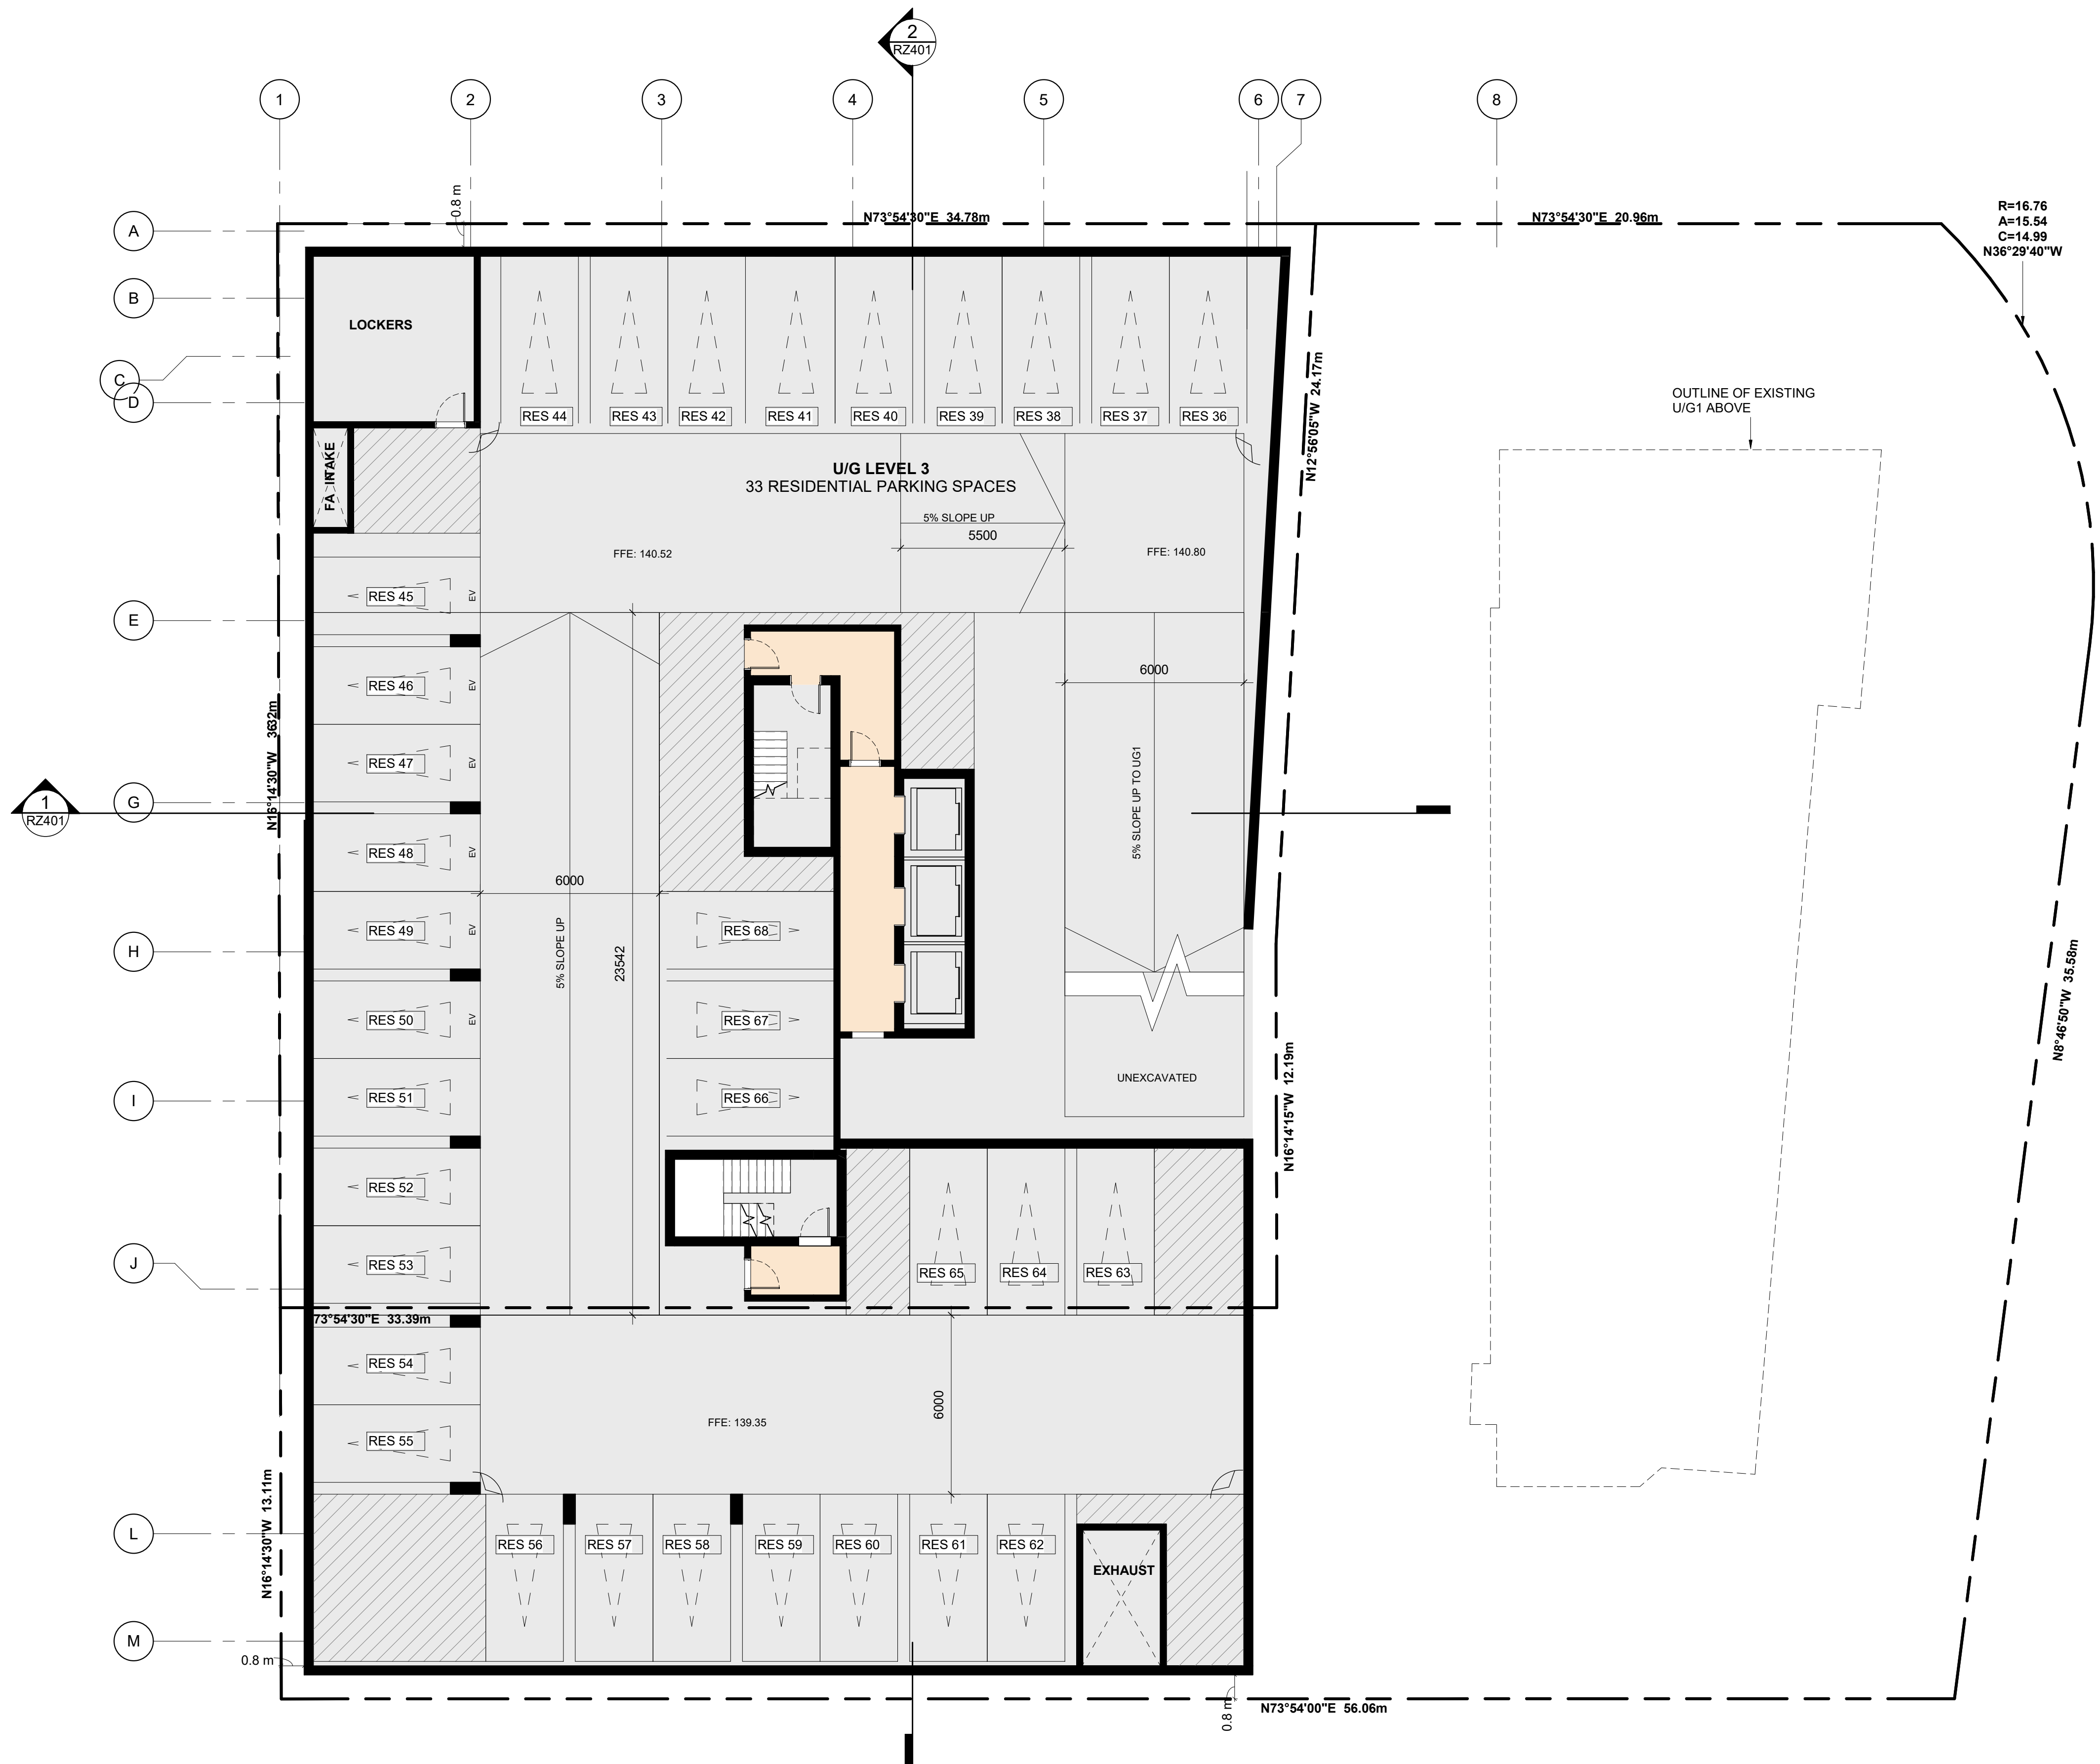 2
RZ401
1
2
3
4
5
6
7
8
0.8 m
N73°54'30"E 34.78m
N73°54'30"E 20.96m
R=16.76
A=15.54
C=14.99
N36°29'40"W
A
B
C
D
E
G
H
I
J
L
M
LOCKERS
RES 44
RES 43
RES 42
RES 41
RES 40
RES 39
RES 38
RES 37
RES 36
N12°56'05"W 24.17m
OUTLINE OF EXISTING
U/G1 ABOVE
FA INTAKE
U/G LEVEL 3
33 RESIDENTIAL PARKING SPACES
5% SLOPE UP
5500
FFE: 140.52
FFE: 140.80
RES 45
EV
RES 46
EV
6000
N16°14'30"W 36.32m
RES 47
EV
5% SLOPE UP TO UG1
1
RZ401
RES 48
EV
6000
RES 49
EV
RES 68
5% SLOPE UP
23542
RES 50
EV
RES 67
N8°46'50"W 35.58m
RES 51
RES 66
UNEXCAVATED
N16°14'15"W 12.19m
RES 52
RES 53
RES 65
RES 64
RES 63
73°54'30"E 33.39m
RES 54
6000
FFE: 139.35
RES 55
N16°14'30"W 13.11m
RES 56
RES 57
RES 58
RES 59
RES 60
RES 61
RES 62
EXHAUST
0.8 m
0.8 m
N73°54'00"E 56.06m